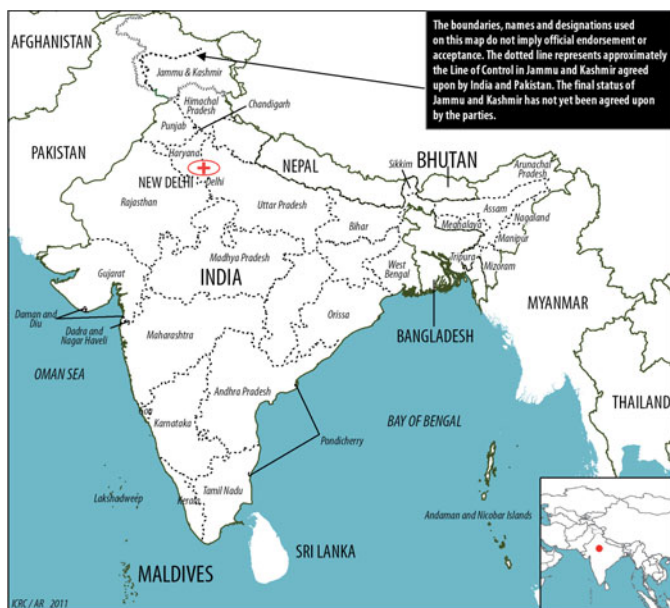 The boundaries, names and designations used
on this map do not imply official endorsement or
acceptance. The dotted line represents approximately
the Line of Control in Jammu and Kashmir agreed
upon by India and Pakistan. The final status of
Jammu and Kashmir has not yet been agreed upon
by the parties.
AFGHANISTAN
Jammu & Kashmir
Himachal
Pradesh
Chandigarh
Punjab
PAKISTAN
Haryana
NEPAL
Sikkim
BHUTAN
Arunachal
Pradesh
NEW DELHI
Delhi
Rajasthan
Uttar Pradesh
Assam
Nagaland
Bihar
Meghalaya
Manipur
Madhya Pradesh
Tripura
Mizoram
Gujarat
INDIA
West
Bengal
MYANMAR
Daman and
Diu
Dadra and
Nagar Haveli
Maharashtra
Orissa
BANGLADESH
OMAN SEA
Andhra Pradesh
THAILAND
Goa
Karnataka
BAY OF BENGAL
Pondicherry
Lakshadweep
Kerala
Tamil Nadu
Andaman and Nicobar Islands
SRI LANKA
MALDIVES
ICRC / AR 2011